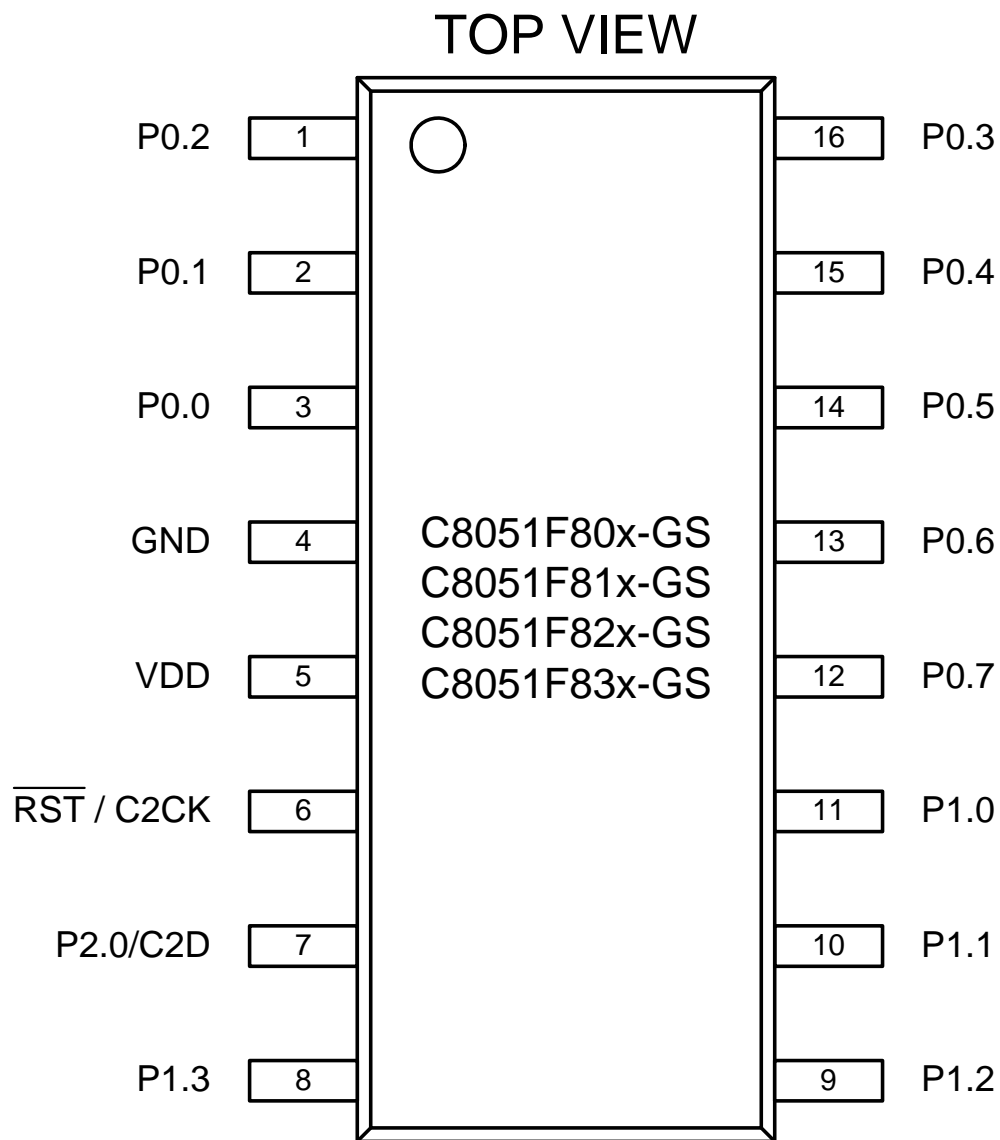 TOP VIEW
P0.2 1 16 P0.3
P0.1 2 15 P0.4
P0.0 3 14 P0.5
GND 4 C8051F80x-GS 13 P0.6
C8051F81x-GS
C8051F82x-GS
VDD 5 C8051F83x-GS 12 P0.7
R̅S̅T̅ / C2CK 6 11 P1.0
P2.0/C2D 7 10 P1.1
P1.3 8 9 P1.2